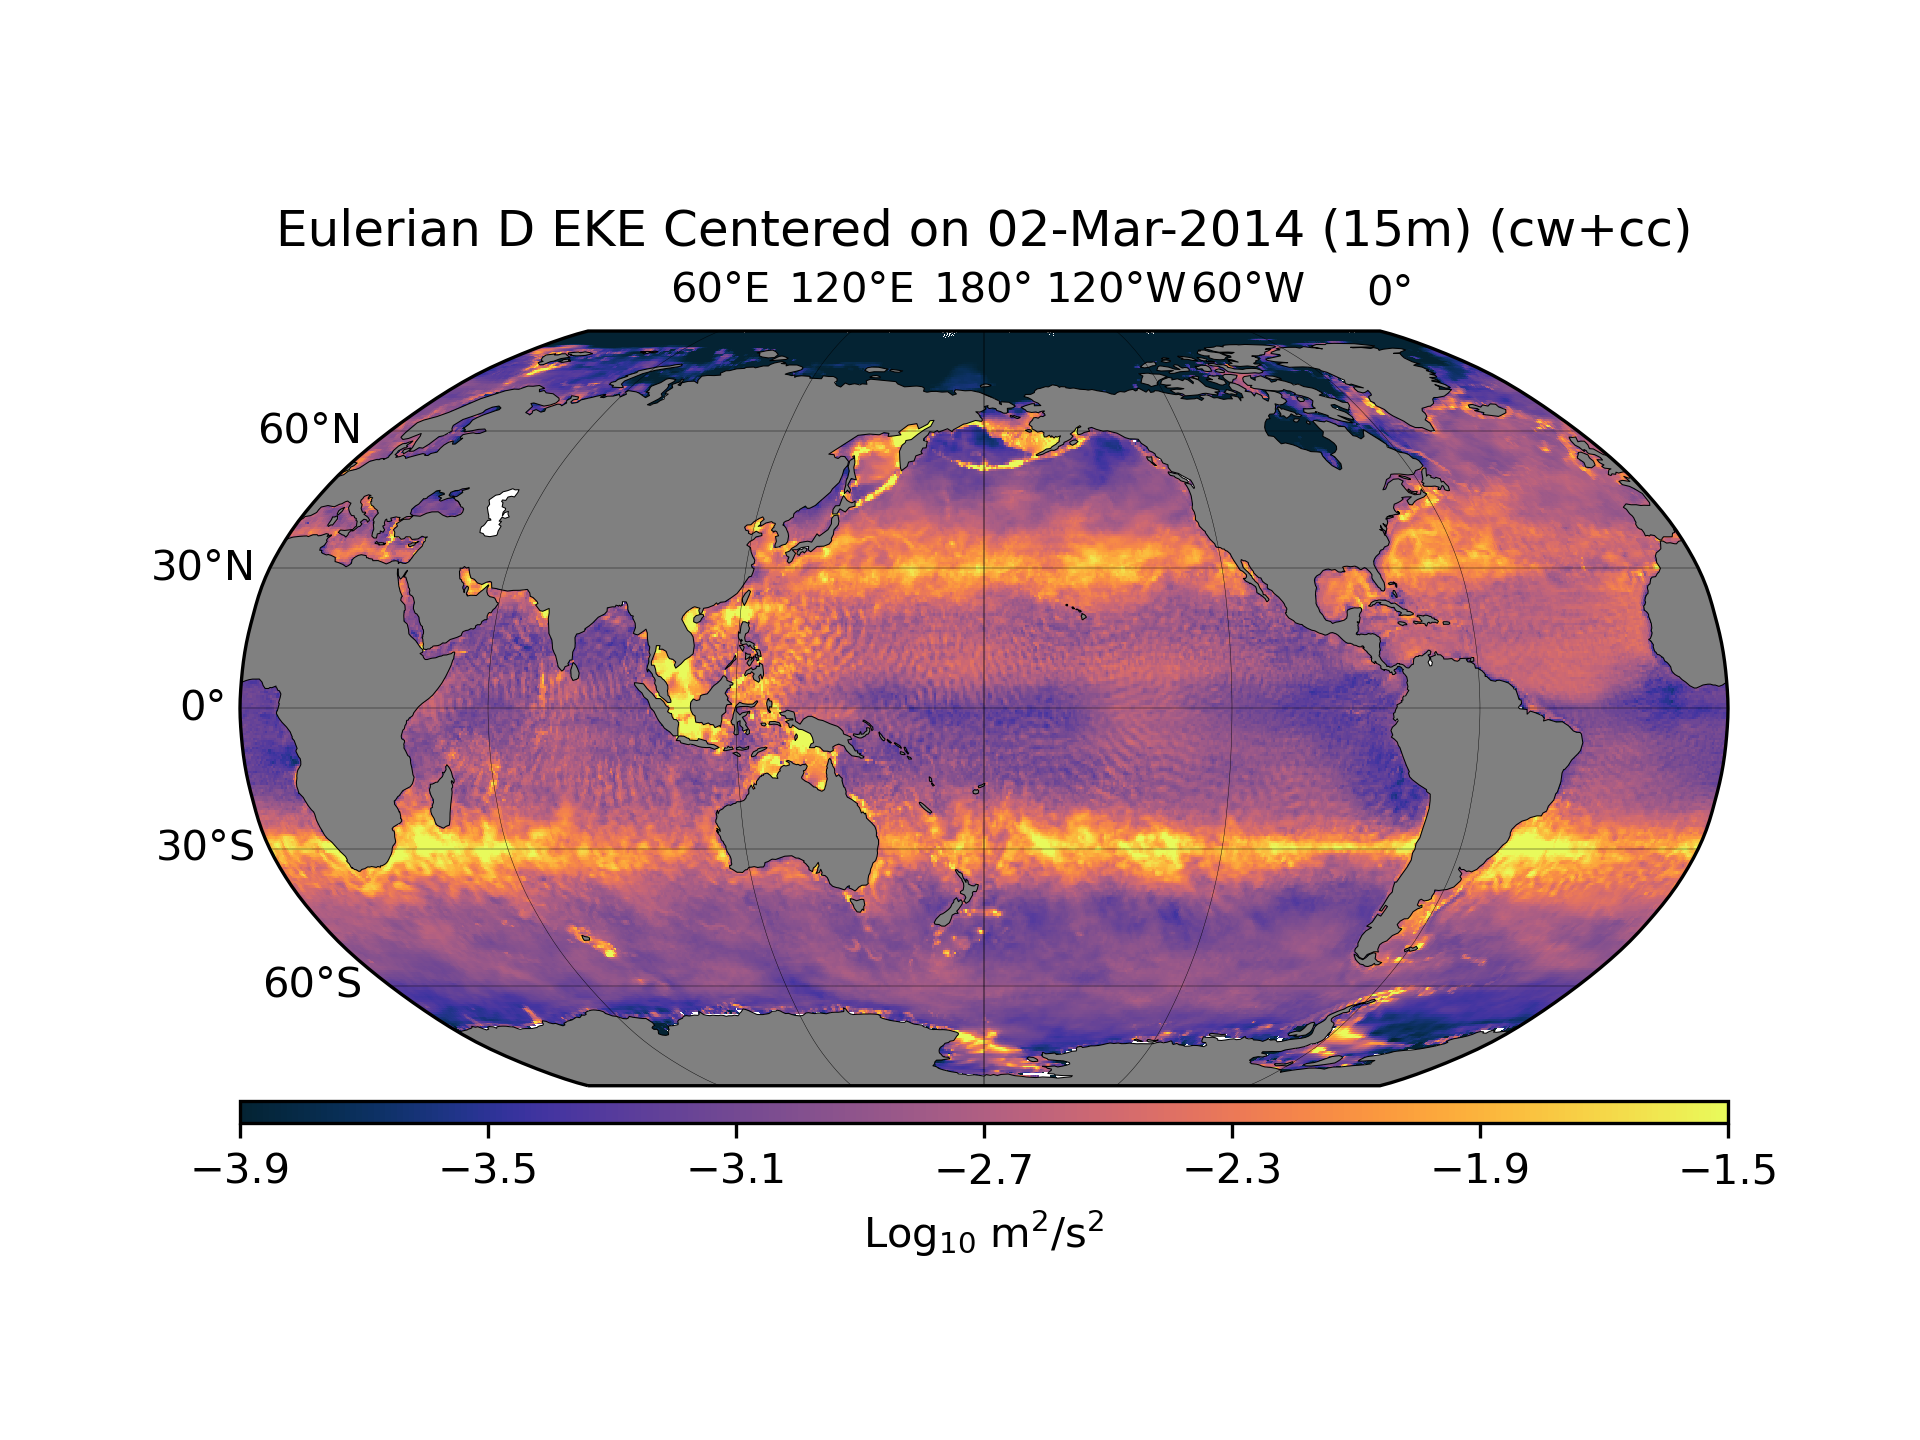 Eulerian D EKE Centered on 02-Mar-2014 (15m) (cw+cc)
60°E 120°E 180° 120°W 60°W 0°
60°N
30°N
0°
30°S
60°S
−3.9 −3.5 −3.1 −2.7 −2.3 −1.9 −1.5
Log₁₀ m²/s²